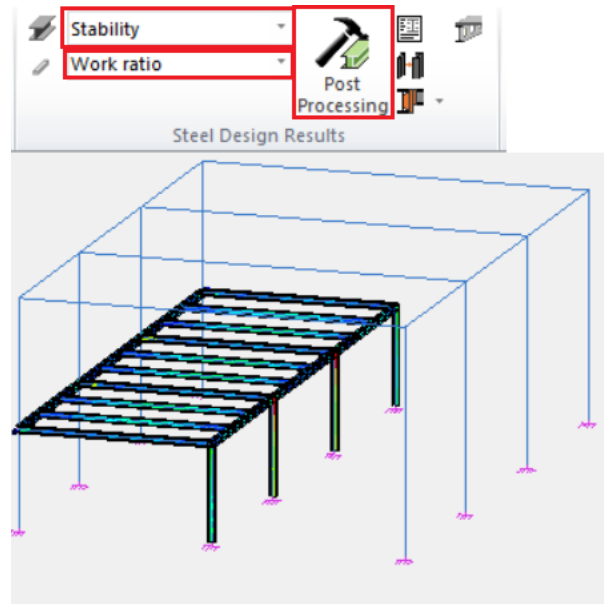 Stability
Work ratio
Post
Processing
Steel Design Results